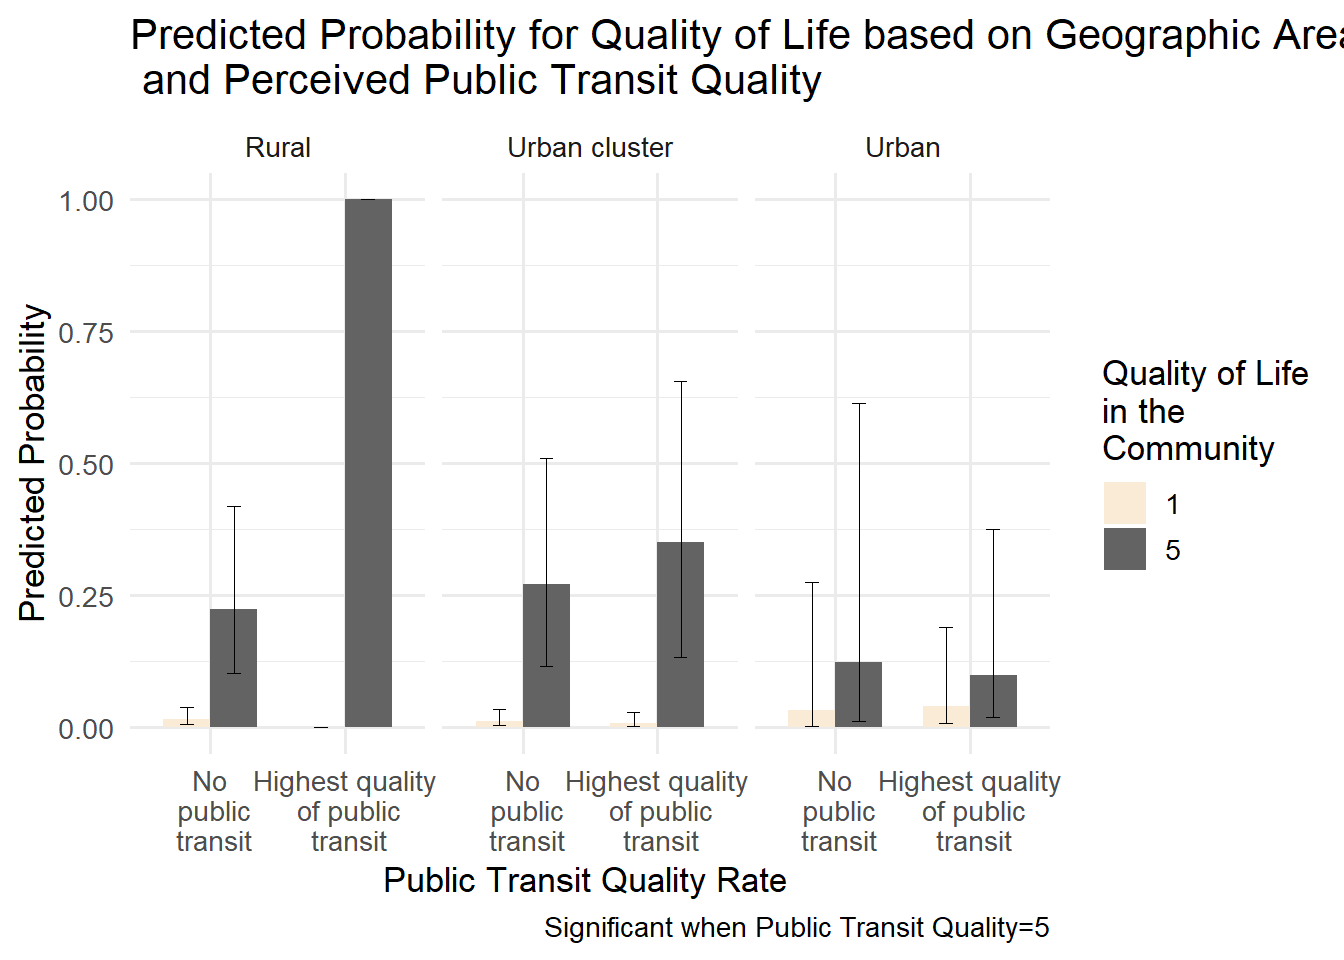 Predicted Probability for Quality of Life based on Geographic Area
and Perceived Public Transit Quality
Rural
Urban cluster
Urban
1.00
0.75
0.50
0.25
0.00
Predicted Probability
No
public
transit
Highest quality
of public
transit
No
public
transit
Highest quality
of public
transit
No
public
transit
Highest quality
of public
transit
Public Transit Quality Rate
Significant when Public Transit Quality=5
Quality of Life
in the
Community
1
5